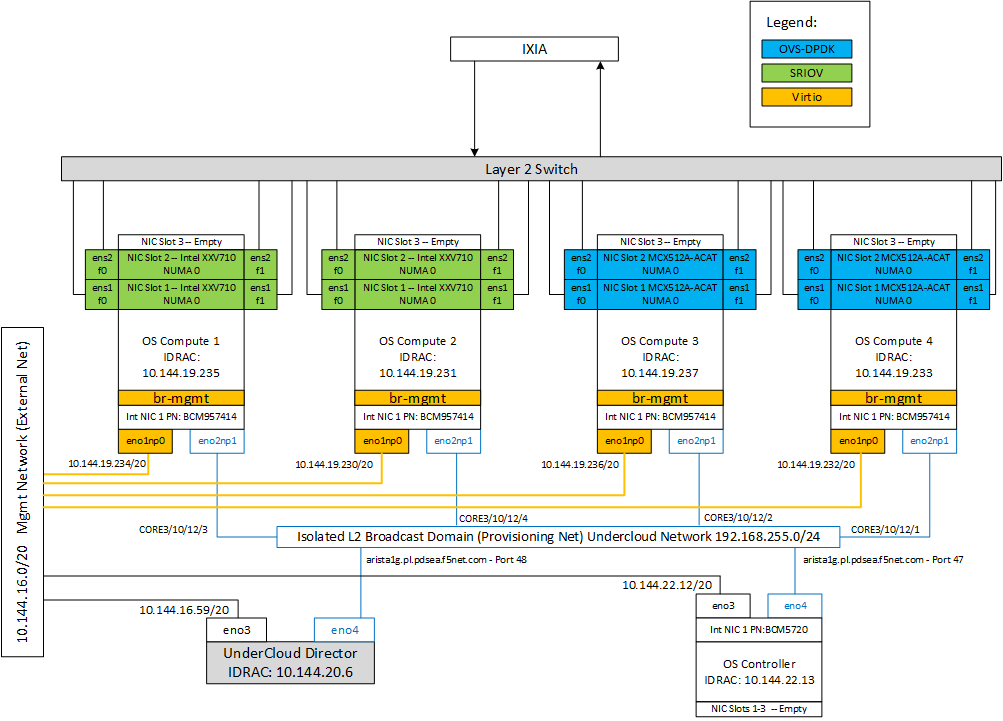 Legend:
OVS-DPDK
SRIOV
Virtio
IXIA
Layer 2 Switch
NIC Slot 3 -- Empty
ens2
f0
NIC Slot 2 -- Intel XXV710
NUMA 0
ens2
f1
ens1
f0
NIC Slot 1 -- Intel XXV710
NUMA 0
ens1
f1
OS Compute 1
IDRAC:
10.144.19.235
br-mgmt
Int NIC 1 PN: BCM957414
eno1np0
eno2np1
10.144.19.234/20
NIC Slot 3 -- Empty
ens2
f0
NIC Slot 2 -- Intel XXV710
NUMA 0
ens2
f1
ens1
f0
NIC Slot 1 -- Intel XXV710
NUMA 0
ens1
f1
OS Compute 2
IDRAC:
10.144.19.231
br-mgmt
Int NIC 1 PN: BCM957414
eno1np0
eno2np1
10.144.19.230/20
NIC Slot 3 -- Empty
ens2
f0
NIC Slot 2 MCX512A-ACAT
NUMA 0
ens2
f1
ens1
f0
NIC Slot 1 MCX512A-ACAT
NUMA 0
ens1
f1
OS Compute 3
IDRAC:
10.144.19.237
br-mgmt
Int NIC 1 PN: BCM957414
eno1np0
eno2np1
10.144.19.236/20
NIC Slot 3 -- Empty
ens2
f0
NIC Slot 2 MCX512A-ACAT
NUMA 0
ens2
f1
ens1
f0
NIC Slot 1 MCX512A-ACAT
NUMA 0
ens1
f1
OS Compute 4
IDRAC:
10.144.19.233
br-mgmt
Int NIC 1 PN: BCM957414
eno1np0
eno2np1
10.144.19.232/20
10.144.16.0/20 Mgmt Network (External Net)
CORE3/10/12/3
CORE3/10/12/4
CORE3/10/12/2
CORE3/10/12/1
Isolated L2 Broadcast Domain (Provisioning Net) Undercloud Network 192.168.255.0/24
arista1g.pl.pdsea.f5net.com - Port 48
arista1g.pl.pdsea.f5net.com - Port 47
10.144.16.59/20
eno3
eno4
UnderCloud Director
IDRAC: 10.144.20.6
10.144.22.12/20
eno3
eno4
Int NIC 1 PN:BCM5720
OS Controller
IDRAC: 10.144.22.13
NIC Slots 1-3 -- Empty